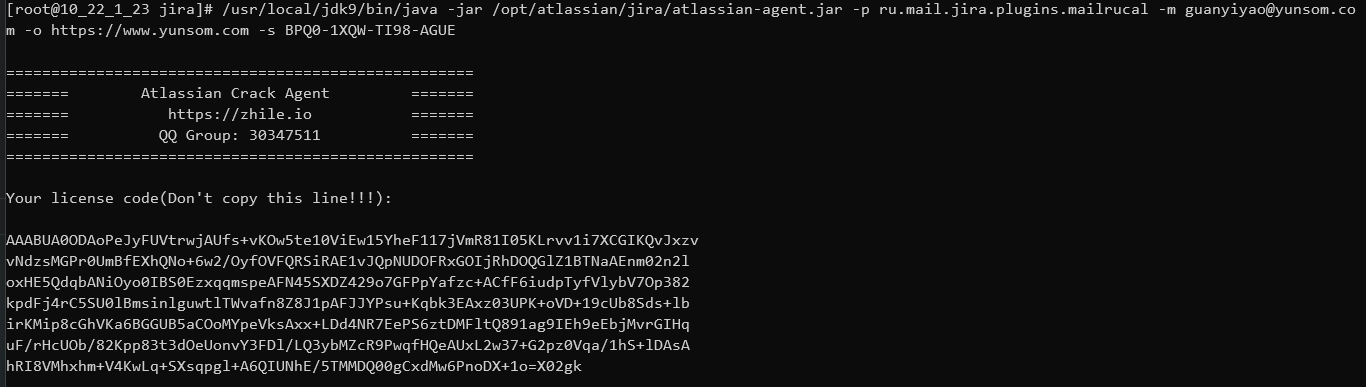 [root@10_22_1_23 jira]# /usr/local/jdk9/bin/java -jar /opt/atlassian/jira/atlassian-agent.jar -p ru.mail.jira.plugins.mailrucal -m guanyiyao@yunsom.co
m -o https://www.yunsom.com -s BPQ0-1XQW-TI98-AGUE
====================================================
======= Atlassian Crack Agent =======
======= https://zhile.io =======
======= QQ Group: 30347511 =======
====================================================
Your license code(Don't copy this line!!!):
AAABUA0ODAoPeJyFUVtrwjAUfs+vKOw5te10ViEw15YheF117jVmR81I05KLrvv1i7XCGIKQvJxzv
vNdzsMGPr0UmBfEXhQNo+6w2/OyfOVFQRSiRAE1vJQpNUDOFRxGOIjRhDOQGlZ1BTNaAEnm02n2l
oxHE5QdqbANiOyo0IBS0EzxqqmspeAFN45SXDZ429o7GFPpYafzc+ACfF6iudpTyfVlybV7Op382
kpdFj4rC5SU0lBmsinlguwtlTWvafn8Z8J1pAFJJYPsu+Kqbk3EAxz03UPK+oVD+19cUb8Sds+lb
irKMip8cGhVKa6BGGUB5aCOoMYpeVksAxx+LDd4NR7EePS6ztDMFltQ891ag9IEh9eEbjMvrGIHq
uF/rHcUOb/82Kpp83t3dOeUonvY3FDl/LQ3ybMZcR9PwqfHQeAUxL2w37+G2pz0Vqa/1hS+lDAsA
hRI8VMhxhm+V4KwLq+SXsqpgl+A6QIUNhE/5TMMDQ00gCxdMw6PnoDX+1o=X02gk